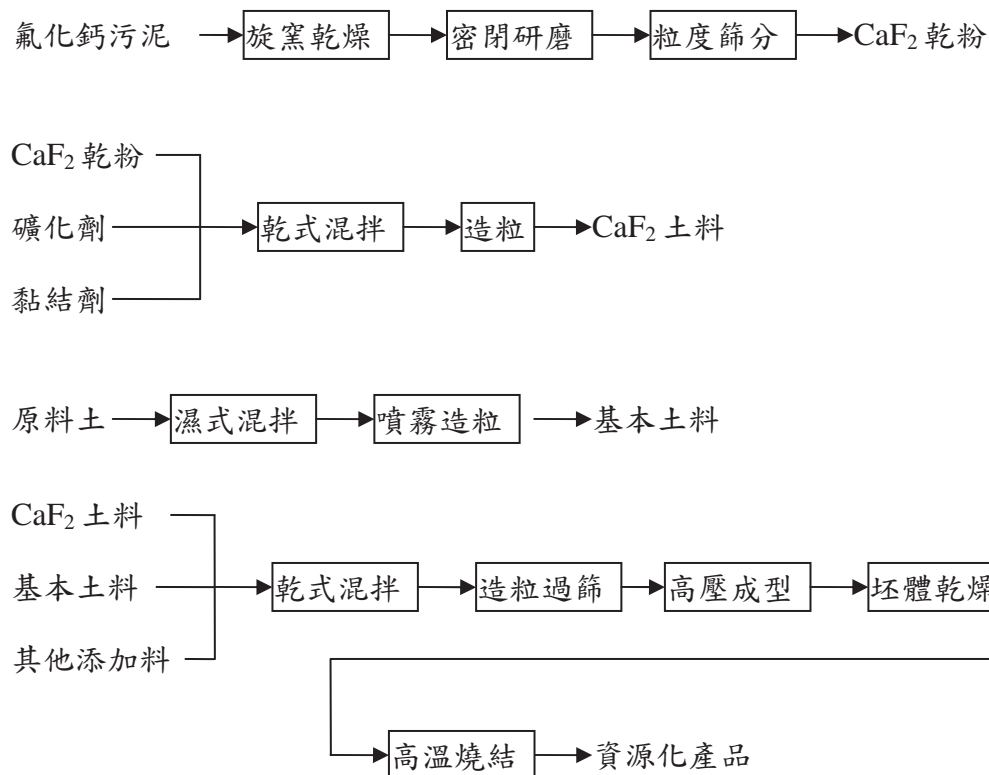 氟化鈣污泥 旋窯乾燥 密閉研磨 粒度篩分 CaF₂ 乾粉
CaF₂ 乾粉
礦化劑 乾式混拌 造粒 CaF₂ 土料
黏結劑
原料土 濕式混拌 噴霧造粒 基本土料
CaF₂ 土料
基本土料 乾式混拌 造粒過篩 高壓成型 坯體乾燥
其他添加料
高溫燒結 資源化產品